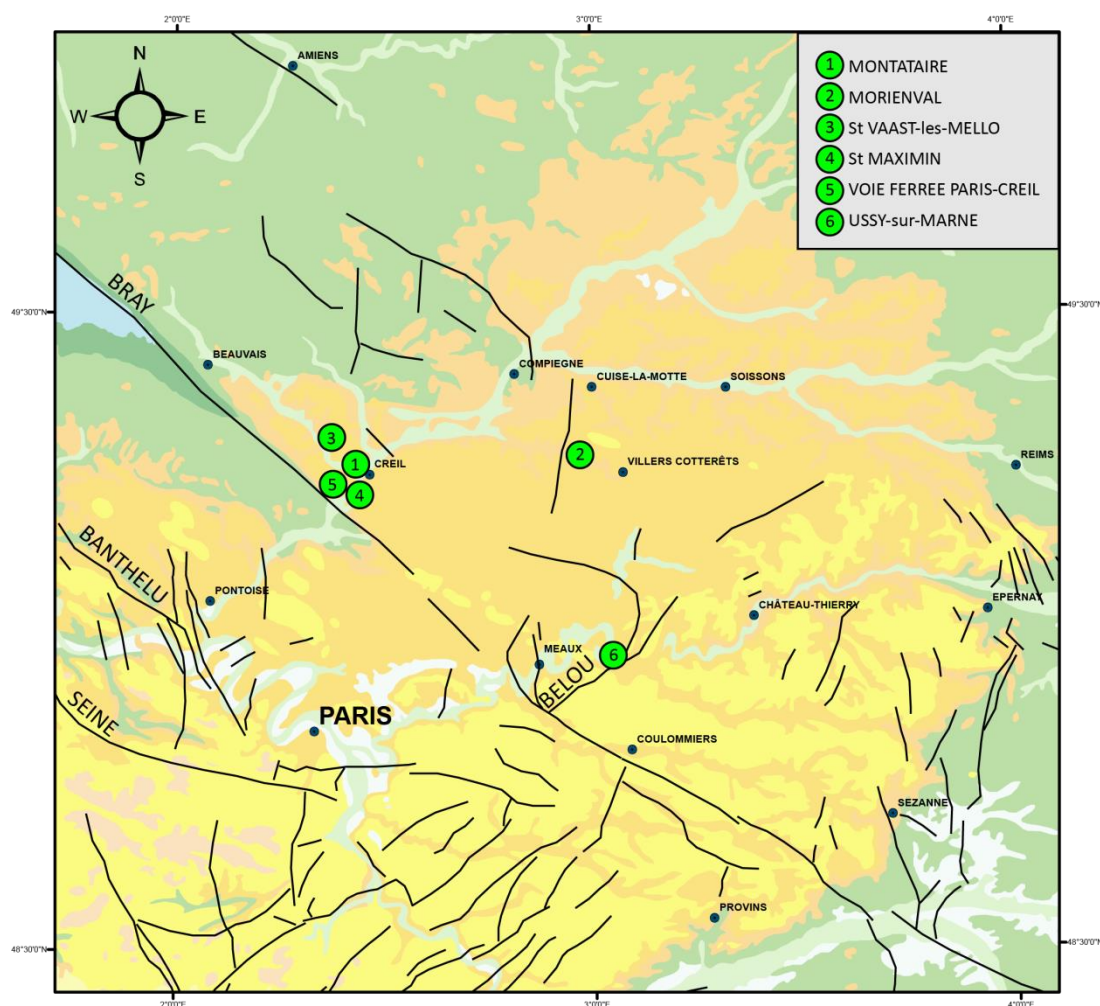 2°0'0"E
3°0'0"E
4°0'0"E
N
W
E
S
AMIENS
1 MONTATAIRE
2 MORIENVAL
3 St VAAST-les-MELLO
4 St MAXIMIN
5 VOIE FERREE PARIS-CREIL
6 USSY-sur-MARNE
49°30'0"N
49°30'0"N
BRAY
BEAUVAIS
COMPIEGNE
CUISE-LA-MOTTE
SOISSONS
3
1
CREIL
2
VILLERS COTTERÊTS
REIMS
5
4
BANTHELU
PONTOISE
CHÂTEAU-THIERRY
EPERNAY
MEAUX
6
BELOU
SEINE
PARIS
COULOMMIERS
SEZANNE
PROVINS
48°30'0"N
48°30'0"N
2°0'0"E
3°0'0"E
4°0'0"E